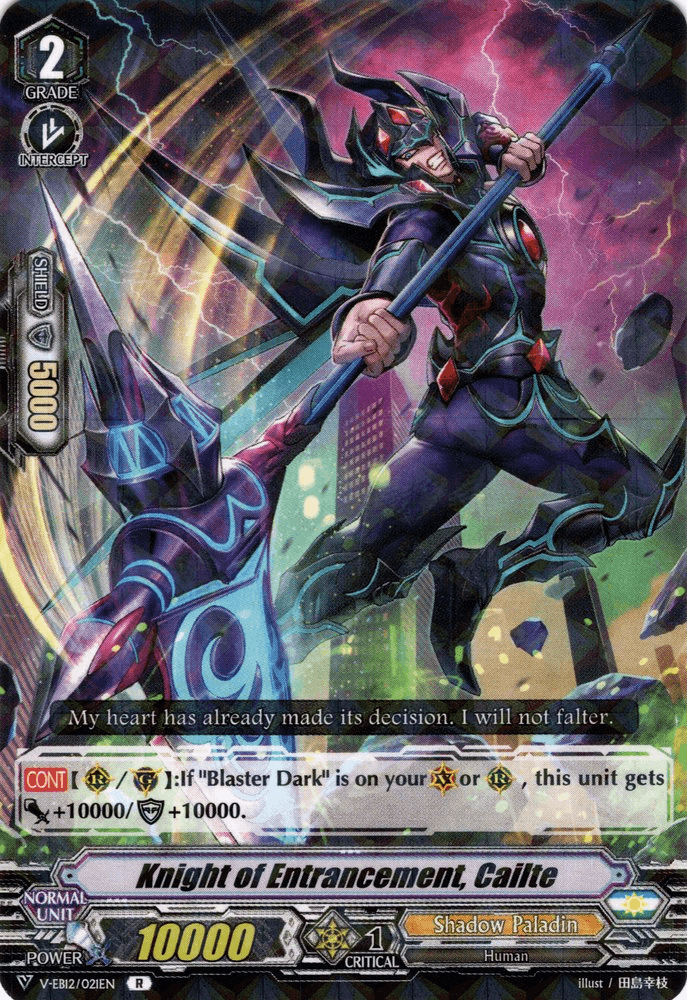 2
GRADE
INTERCEPT
SHIELD
5000
My heart has already made its decision. I will not falter.
CONT【 R / G 】:If "Blaster Dark" is on your V or R , this unit gets
+10000/ +10000.
Knight of Entrancement, Cailte
NORMAL
UNIT
POWER
10000
1
CRITICAL
Shadow Paladin
Human
V-EB12/021EN R
illust / 田島幸枝